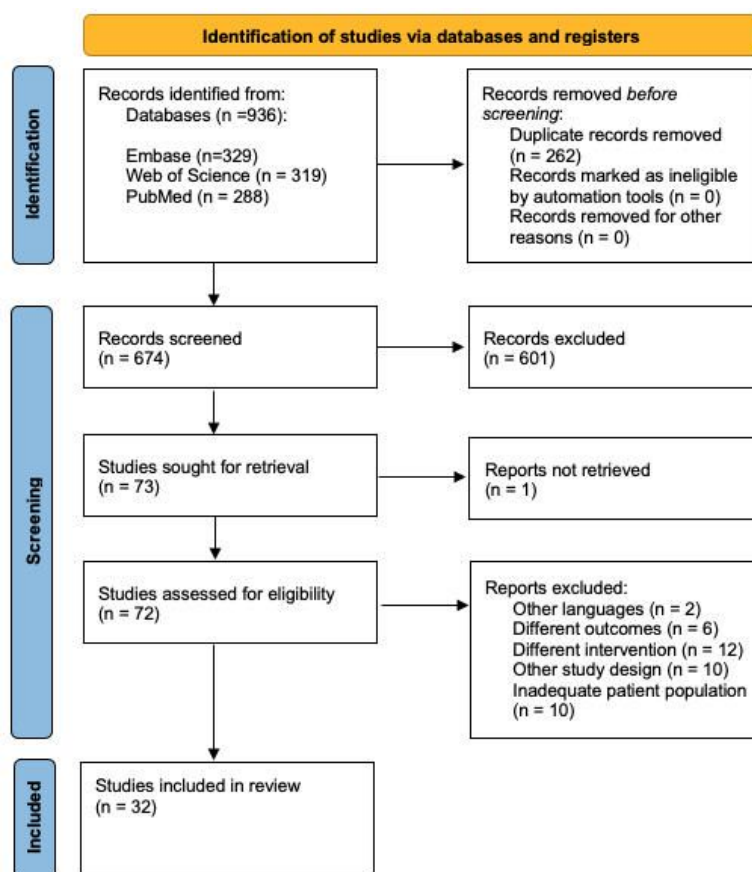 Identification of studies via databases and registers
Identification
Records identified from:
Databases (n =936):
Embase (n=329)
Web of Science (n = 319)
PubMed (n = 288)
Records removed before
screening:
Duplicate records removed
(n = 262)
Records marked as ineligible
by automation tools (n = 0)
Records removed for other
reasons (n = 0)
Screening
Records screened
(n = 674)
Records excluded
(n = 601)
Studies sought for retrieval
(n = 73)
Reports not retrieved
(n = 1)
Studies assessed for eligibility
(n = 72)
Reports excluded:
Other languages (n = 2)
Different outcomes (n = 6)
Different intervention (n = 12)
Other study design (n = 10)
Inadequate patient population
(n = 10)
Included
Studies included in review
(n = 32)